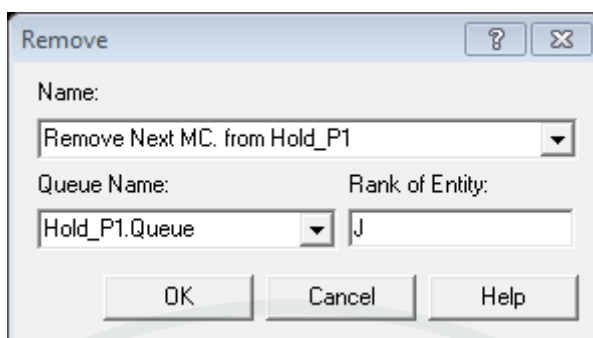 Remove
Name:
Remove Next MC. from Hold_P1
Queue Name: Rank of Entity:
Hold_P1.Queue J
OK Cancel Help